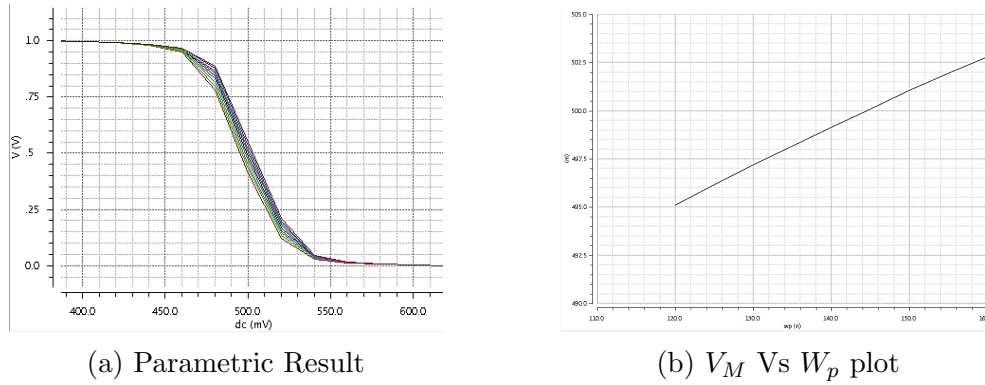 1.0
.75
.5
.25
0.0
V (V)
400.0 450.0 500.0 550.0 600.0
dc (mV)
505.0
502.5
500.0
497.5
495.0
492.5
490.0
(m)
110.0 120.0 130.0 140.0 150.0 160
wp (n)
(a) Parametric Result
(b) V_M Vs W_p plot